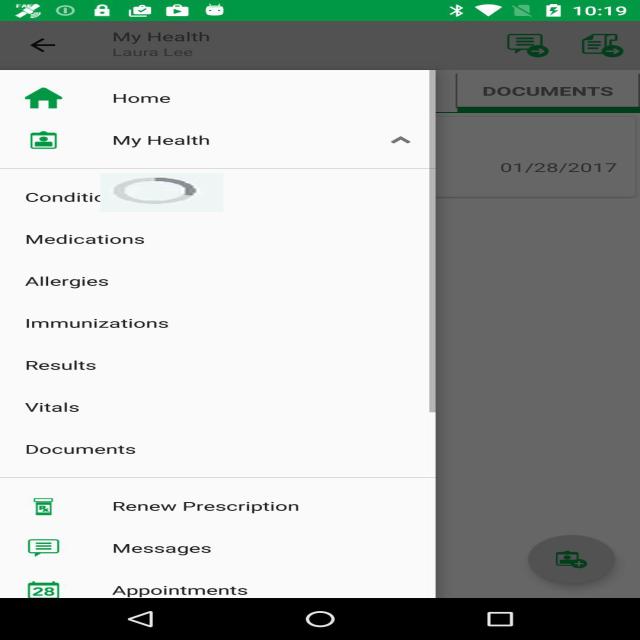 10:19
My Health
Laura Lee
DOCUMENTS
01/28/2017
Home
My Health
Conditio
Medications
Allergies
Immunizations
Results
Vitals
Documents
Renew Prescription
Messages
28 Appointments